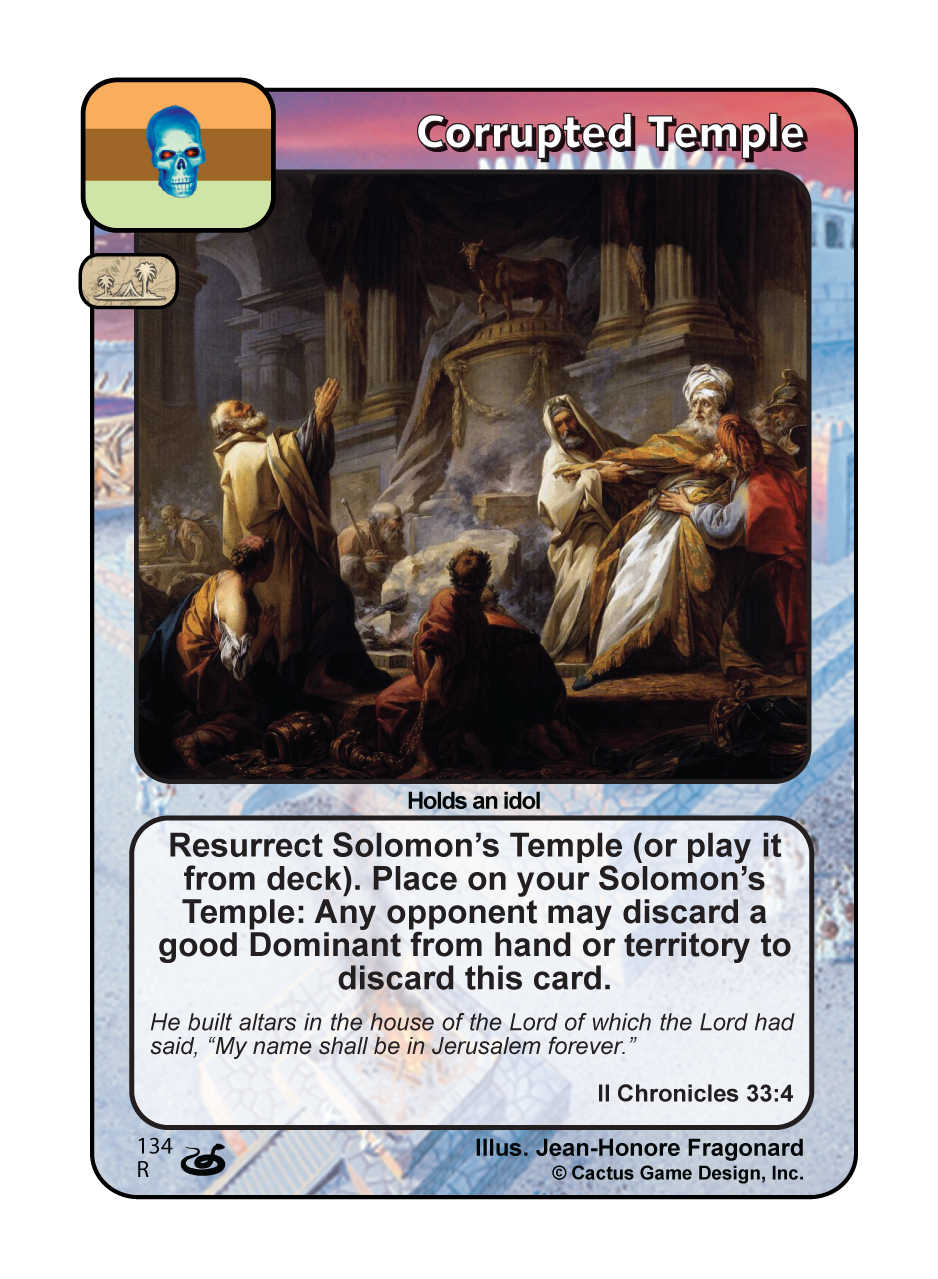 Corrupted Temple
Holds an idol
Resurrect Solomon's Temple (or play it
from deck). Place on your Solomon's
Temple: Any opponent may discard a
good Dominant from hand or territory to
discard this card.
He built altars in the house of the Lord of which the Lord had
said, “My name shall be in Jerusalem forever.”
II Chronicles 33:4
134
R
Illus. Jean-Honore Fragonard
© Cactus Game Design, Inc.